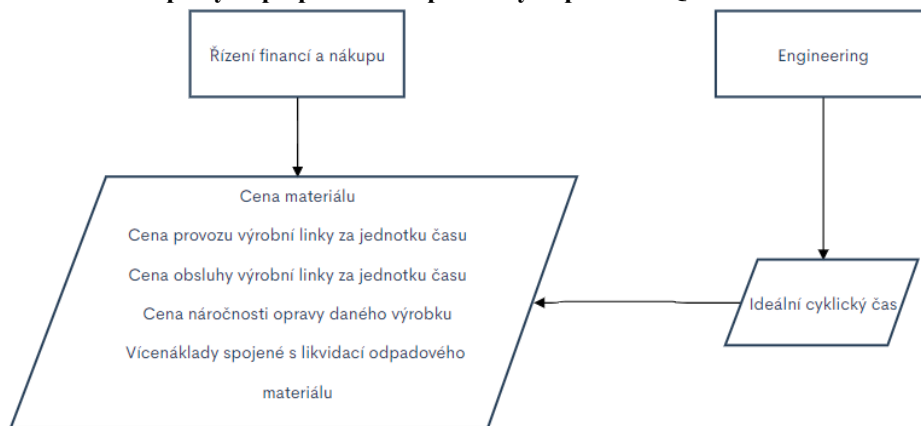 Řízení financí a nákupu
Engineering
Cena materiálu
Cena provozu výrobní linky za jednotku času
Cena obsluhy výrobní linky za jednotku času
Cena náročnosti opravy daného výrobku
Vícenáklady spojené s likvidací odpadového
materiálu
Ideální cyklický čas